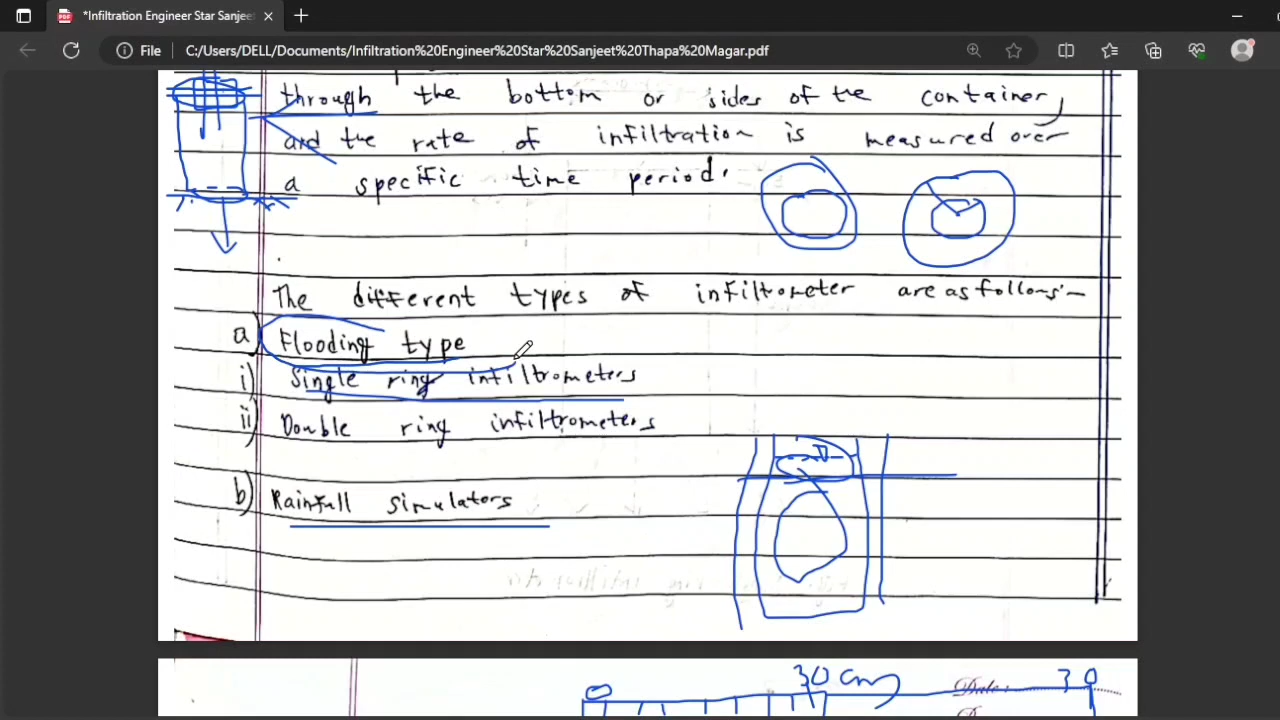 *Infiltration Engineer Star Sanjee
File
C:/Users/DELL/Documents/Infiltration%20Engineer%20Star%20Sanjeet%20Thapa%20Magar.pdf
through the bottom or sides of the container,
and the rate of infiltration is measured over
a specific time period.
The different types of infiltrometer are as follows:-
a) Flooding type
i) Single ring infiltrometers
ii) Double ring infiltrometers
b) Rainfall simulators
30 cm
Date:
30